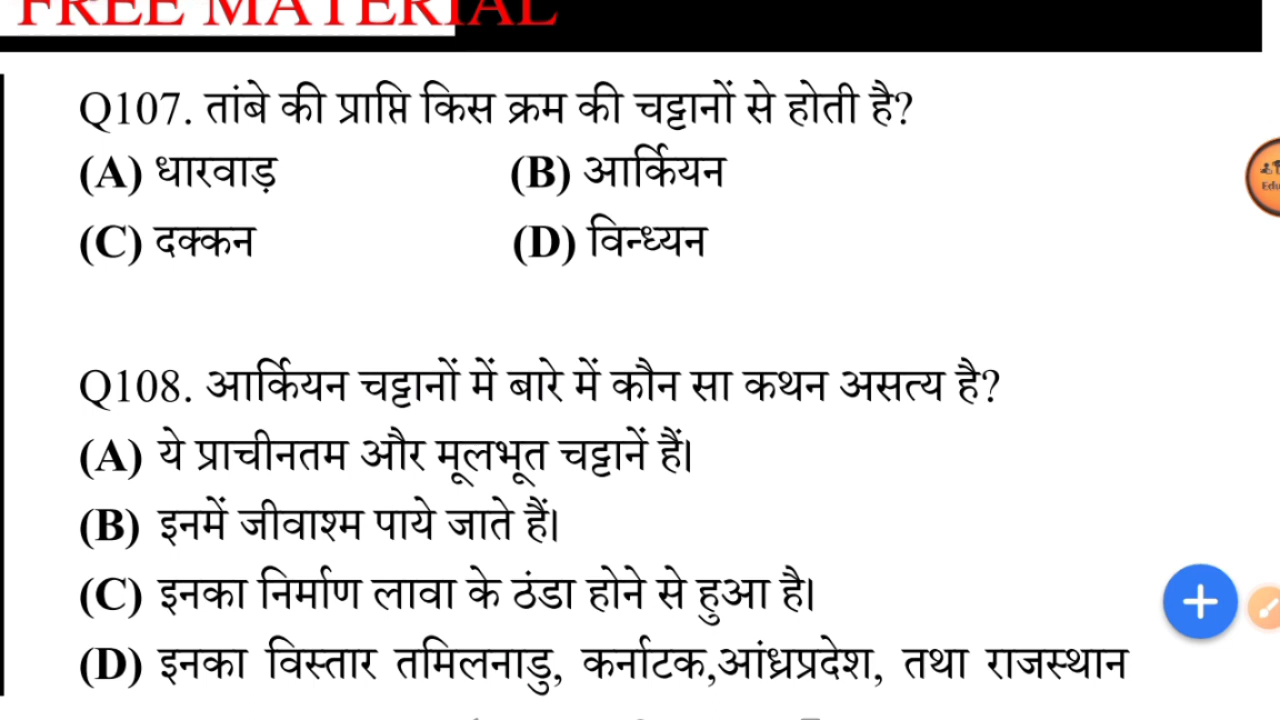 FREE MATERIAL
Q107. तांबे की प्राप्ति किस क्रम की चट्टानों से होती है?
(A) धारवाड़ (B) आर्कियन
(C) दक्कन (D) विन्ध्यन
Q108. आर्कियन चट्टानों में बारे में कौन सा कथन असत्य है?
(A) ये प्राचीनतम और मूलभूत चट्टानें हैं।
(B) इनमें जीवाश्म पाये जाते हैं।
(C) इनका निर्माण लावा के ठंडा होने से हुआ है।
(D) इनका विस्तार तमिलनाडु, कर्नाटक,आंध्रप्रदेश, तथा राजस्थान